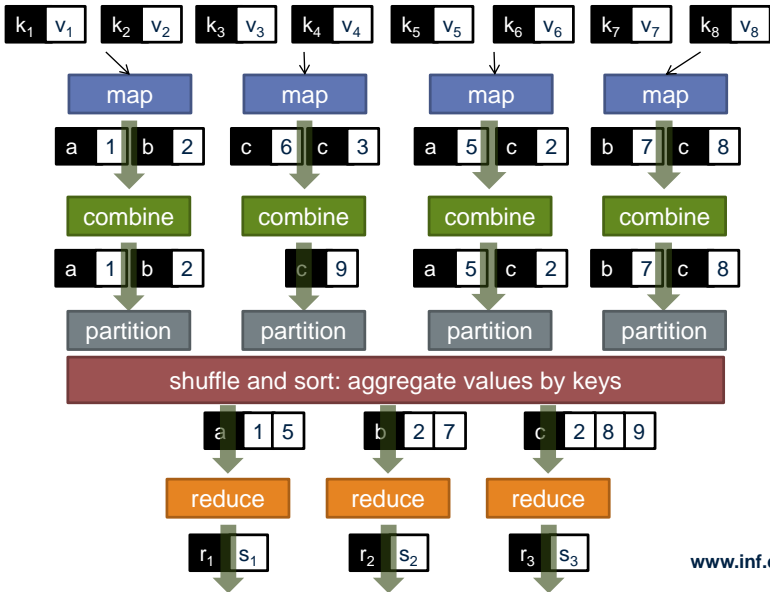 k₁ v₁ k₂ v₂ k₃ v₃ k₄ v₄ k₅ v₅ k₆ v₆ k₇ v₇ k₈ v₈
map map map map
a 1 b 2 c 6 c 3 a 5 c 2 b 7 c 8
combine combine combine combine
a 1 b 2 c 9 a 5 c 2 b 7 c 8
partition partition partition partition
shuffle and sort: aggregate values by keys
a 1 5 b 2 7 c 2 8 9
reduce reduce reduce
r₁ s₁ r₂ s₂ r₃ s₃
www.inf.